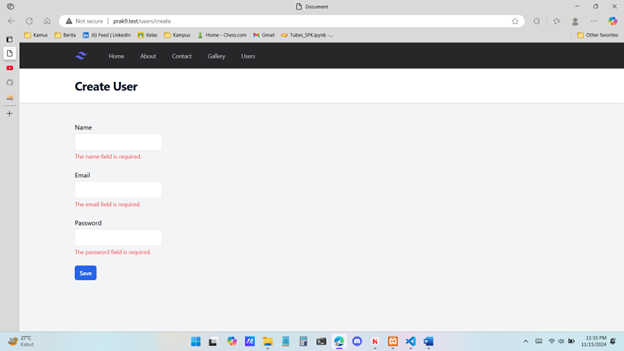 Document
Not secure | prak9.test/users/create
Kamus Berita (6) Feed | LinkedIn Kelas Kampus Home - Chess.com Gmail Tubes_SPK.ipynb -... Other favorites
Home About Contact Gallery Users
Create User
Name
The name field is required.
Email
The email field is required.
Password
The password field is required.
Save
27°C
Kabut
11:35 PM
11/15/2024